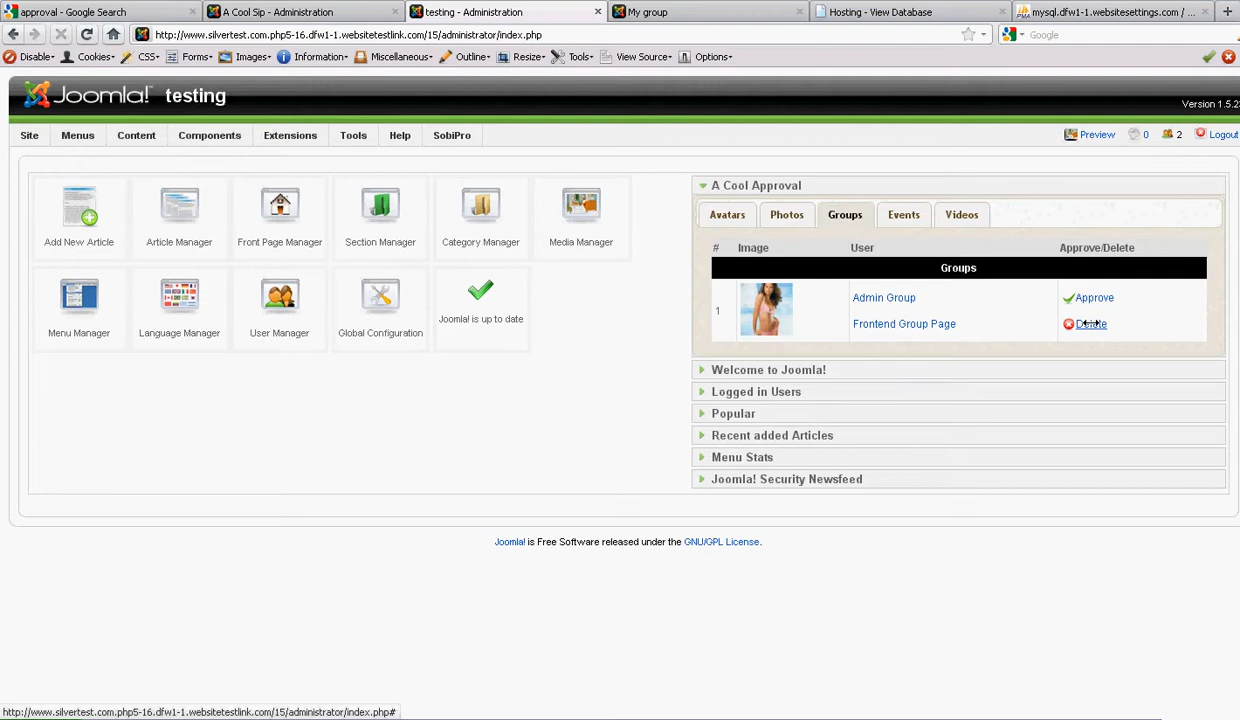 approval - Google Search
A Cool Sip - Administration
testing - Administration
My group
Hosting - View Database
mysql.dfw1-1.websitesettings.com / ...
http://www.silvertest.com.php5-16.dfw1-1.websitetestlink.com/15/administrator/index.php
Google
Disable
Cookies
CSS
Forms
Images
Information
Miscellaneous
Outline
Resize
Tools
View Source
Options
Joomla! testing
Version 1.5.2
Site
Menus
Content
Components
Extensions
Tools
Help
SobiPro
Preview
0
2
Logout
A Cool Approval
Avatars
Photos
Groups
Events
Videos
# Image User Approve/Delete
Groups
1
Admin Group
Approve
Frontend Group Page
Delete
Add New Article
Article Manager
Front Page Manager
Section Manager
Category Manager
Media Manager
Menu Manager
Language Manager
User Manager
Global Configuration
Joomla! is up to date
Welcome to Joomla!
Logged in Users
Popular
Recent added Articles
Menu Stats
Joomla! Security Newsfeed
Joomla! is Free Software released under the GNU/GPL License.
http://www.silvertest.com.php5-16.dfw1-1.websitetestlink.com/15/administrator/index.php#